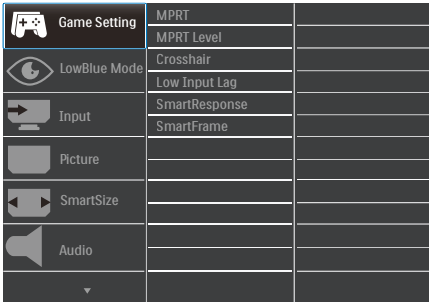 Game Setting
LowBlue Mode
Input
Picture
SmartSize
Audio
MPRT
MPRT Level
Crosshair
Low Input Lag
SmartResponse
SmartFrame